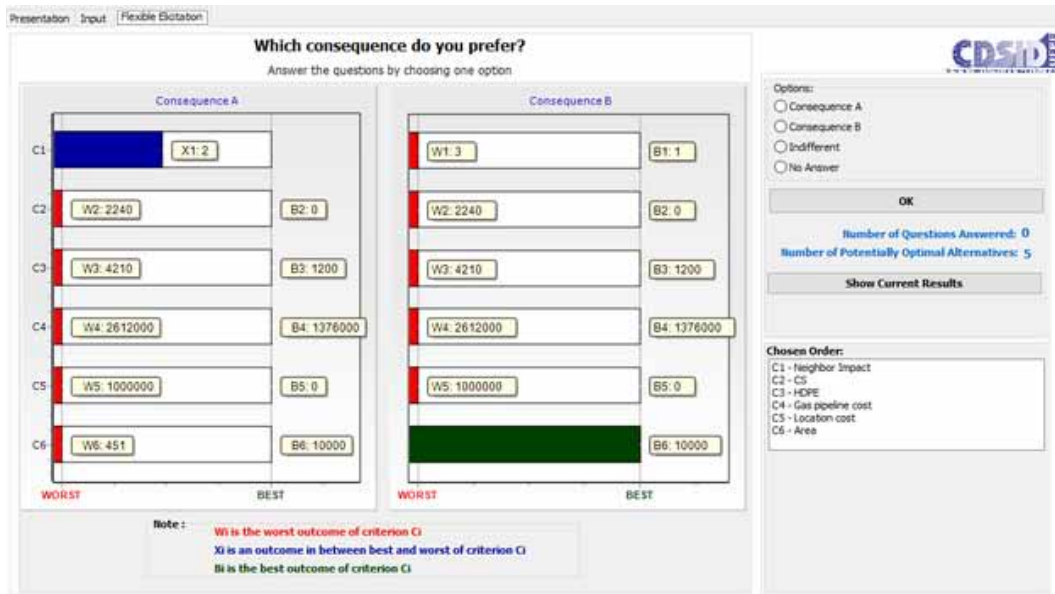 Presentation Input Flexible Elicitation
Which consequence do you prefer?
Answer the questions by choosing one option
Consequence A
C1 X1: 2
C2 W2: 2240 B2: 0
C3 W3: 4210 B3: 1200
C4 W4: 2612000 B4: 1376000
C5 W5: 1000000 B5: 0
C6 W6: 451 B6: 10000
WORST BEST
Consequence B
W1: 3 B1: 1
W2: 2240 B2: 0
W3: 4210 B3: 1200
W4: 2612000 B4: 1376000
W5: 1000000 B5: 0
B6: 10000
WORST BEST
Note :
Wi is the worst outcome of criterion Ci
Xi is an outcome in between best and worst of criterion Ci
Bi is the best outcome of criterion Ci
CDSID
Options:
Consequence A
Consequence B
Indifferent
No Answer
OK
Number of Questions Answered: 0
Number of Potentially Optimal Alternatives: 5
Show Current Results
Chosen Order:
C1 - Neighbor Impact
C2 - CS
C3 - HDPE
C4 - Gas pipeline cost
C5 - Location cost
C6 - Area